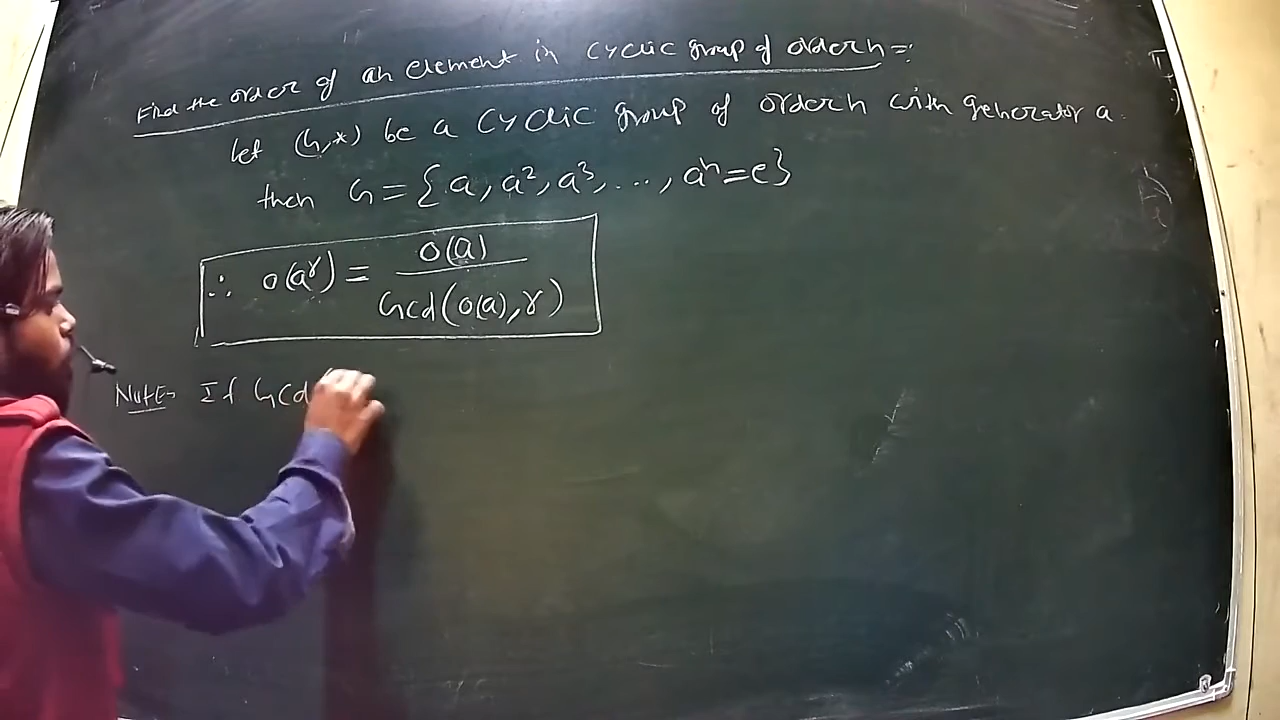 Find the order of an element in cyclic group of order n =:
Let (G,*) be a cyclic group of order n with generator a.
then G = {a, a², a³, ..., aⁿ=e}
∴ o(aʳ) = o(a) / Gcd(o(a), r)
Note:- If Gcd